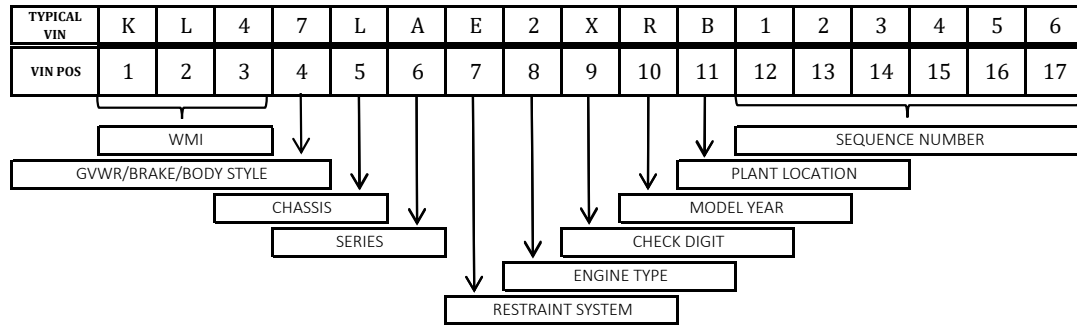 TYPICAL VIN K L 4 7 L A E 2 X R B 1 2 3 4 5 6
VIN POS 1 2 3 4 5 6 7 8 9 10 11 12 13 14 15 16 17
WMI SEQUENCE NUMBER
GVWR/BRAKE/BODY STYLE PLANT LOCATION
CHASSIS MODEL YEAR
SERIES CHECK DIGIT
ENGINE TYPE
RESTRAINT SYSTEM